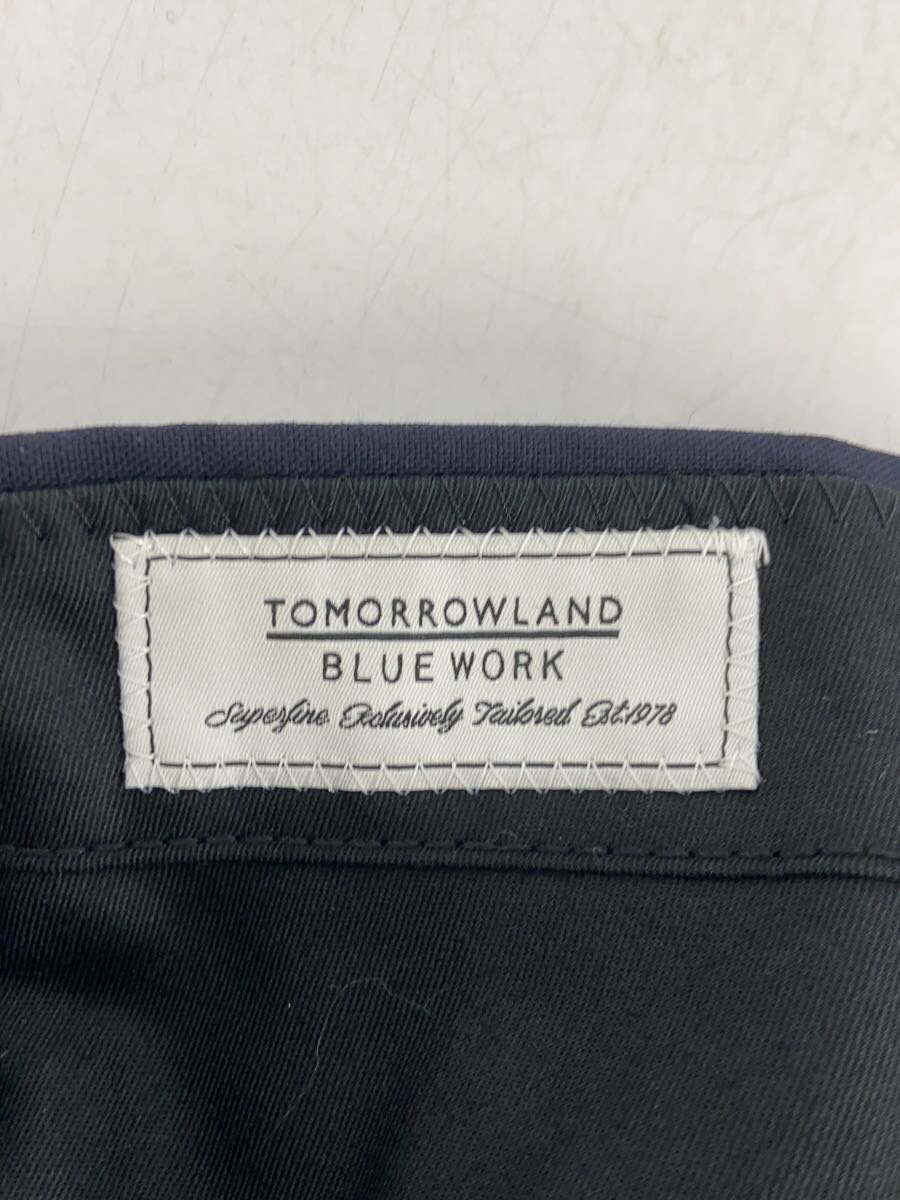 TOMORROWLAND
BLUE WORK
Superfine Exclusively Tailored Est.1978